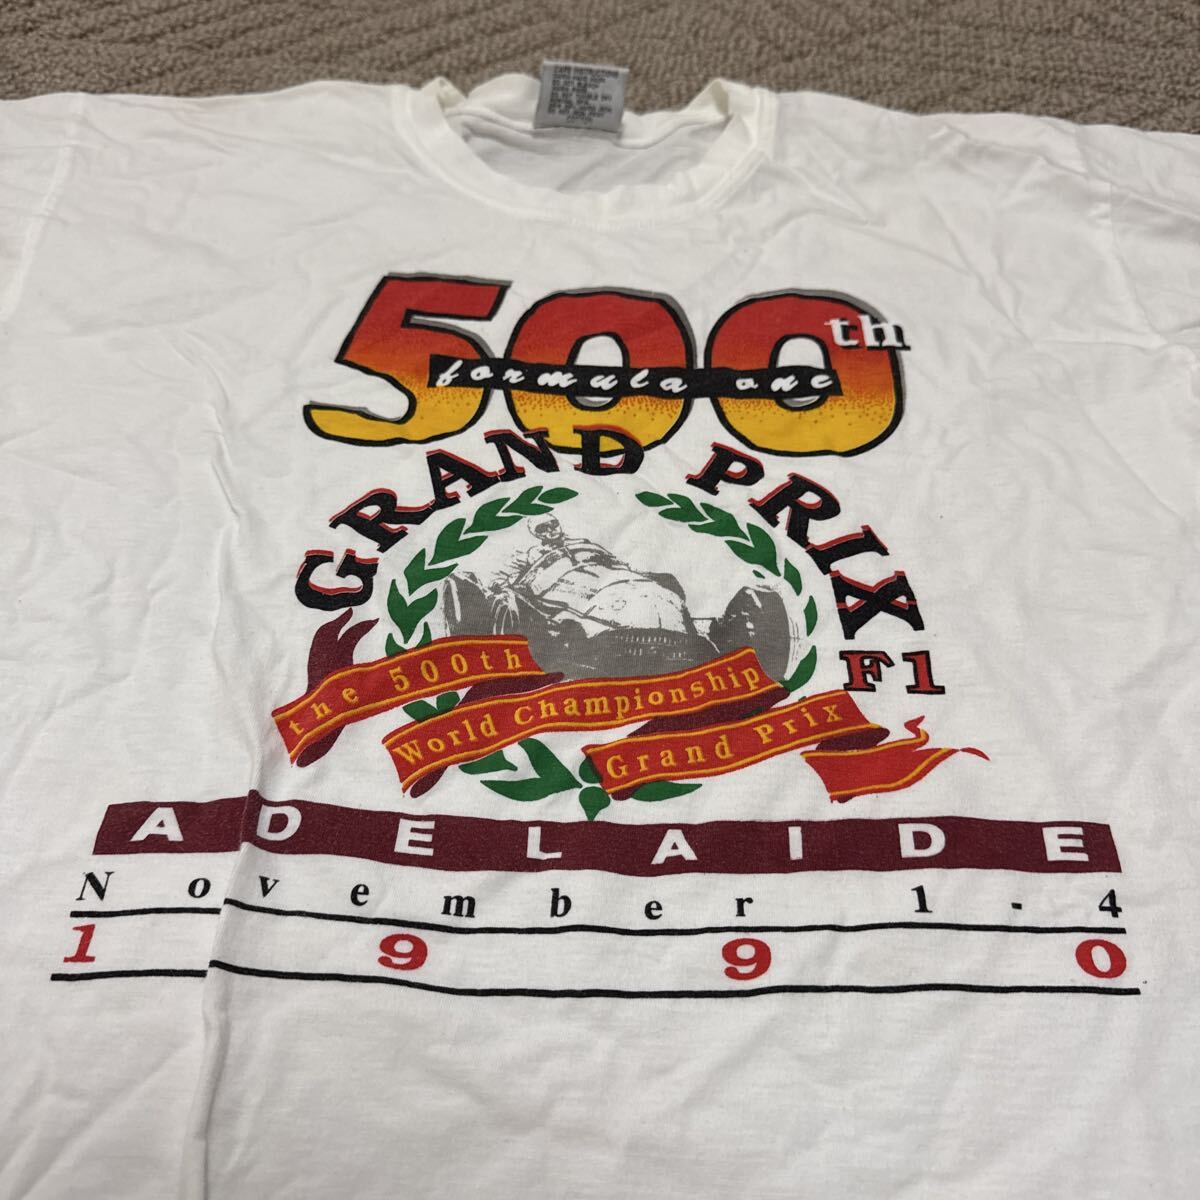 500th
formula one
GRAND PRIX
F1
the 500th
World Championship
Grand Prix
ADELAIDE
November 1-4
1990